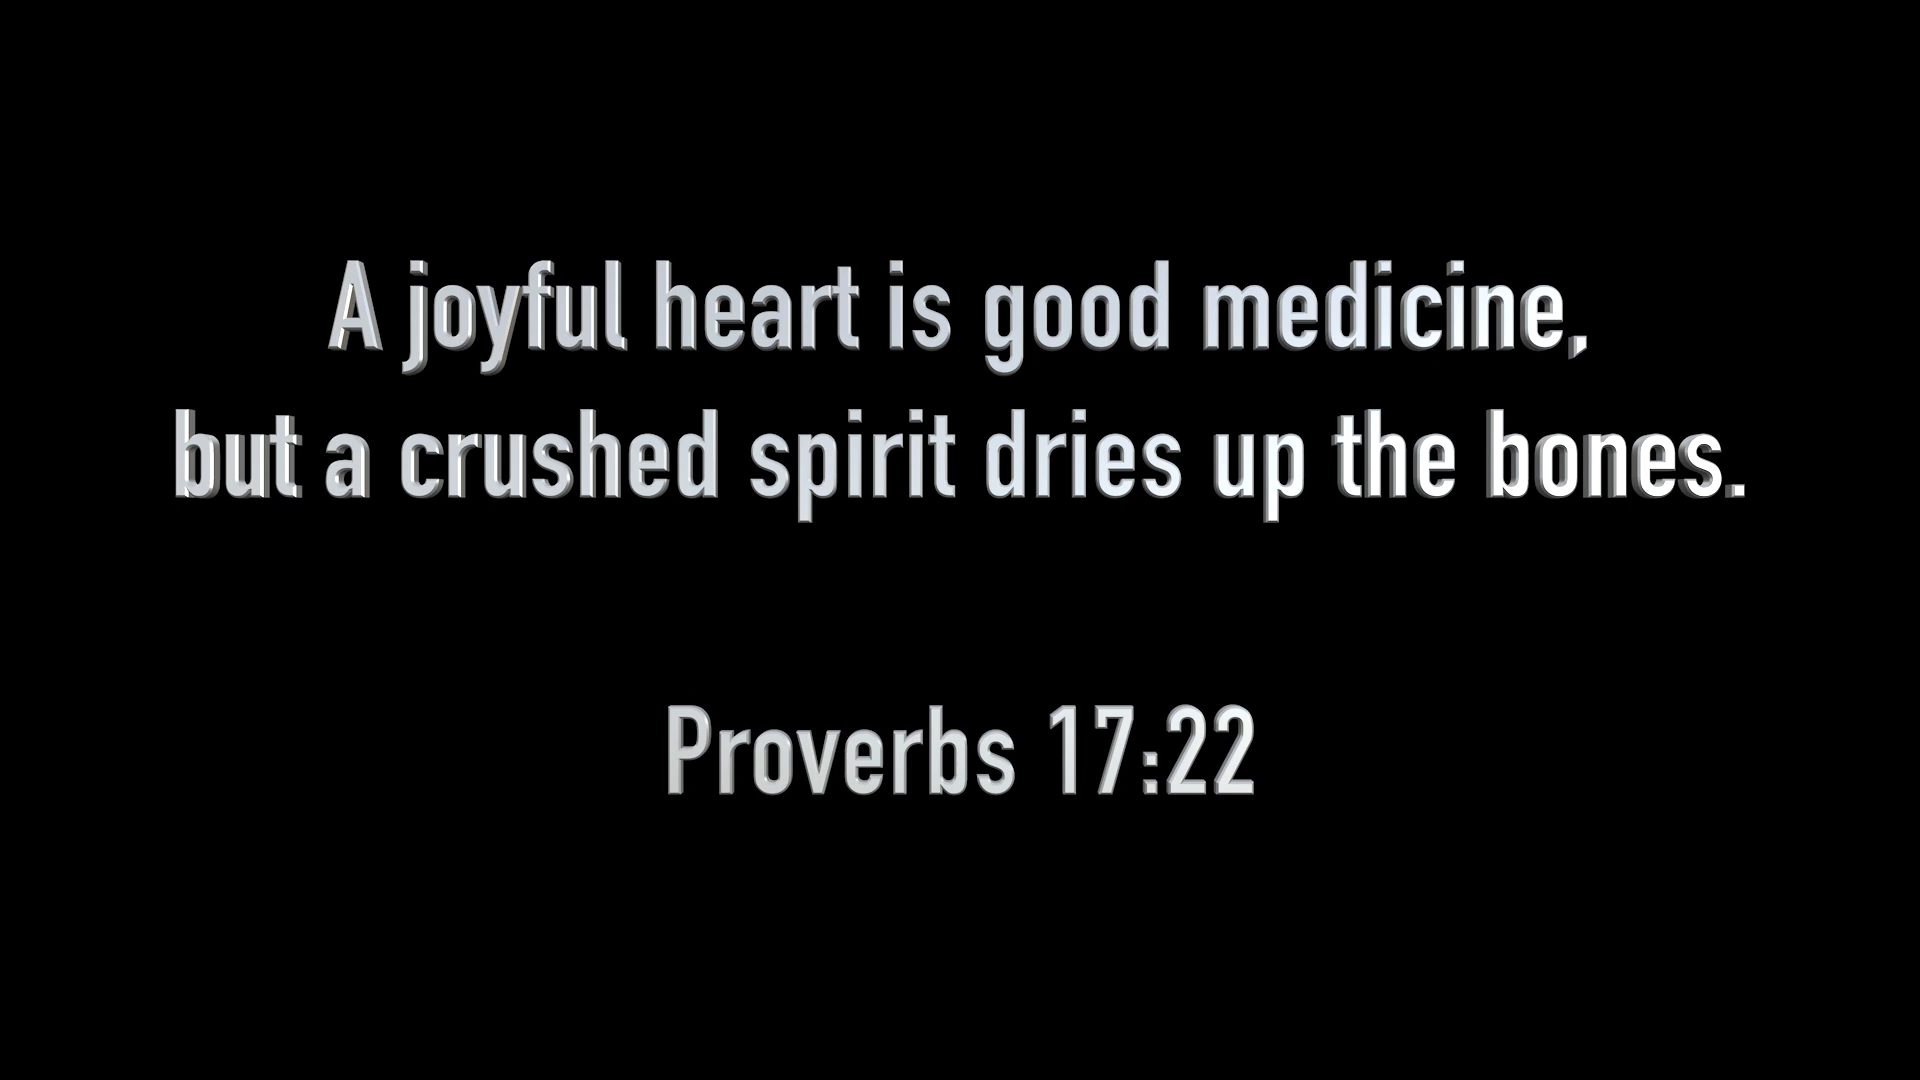 A joyful heart is good medicine,
but a crushed spirit dries up the bones.
Proverbs 17:22